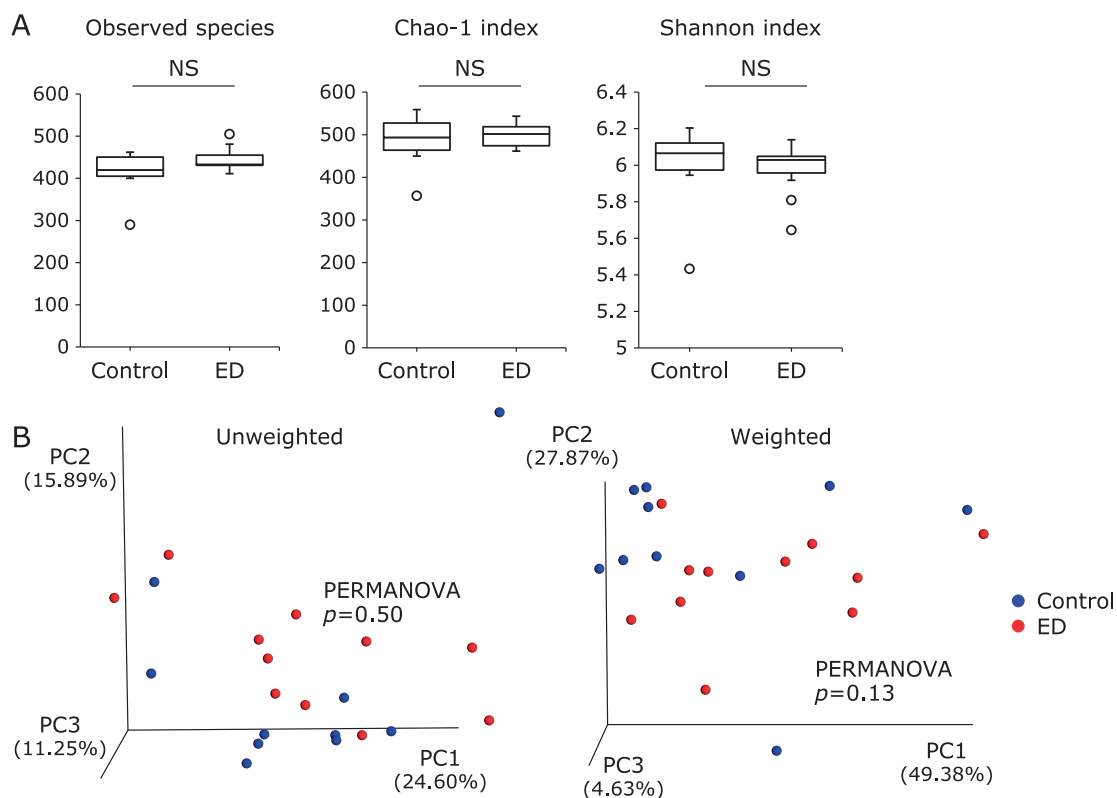 A
Observed species
NS
600
500
400
300
200
100
0
Control
ED
Chao-1 index
NS
600
500
400
300
200
100
0
Control
ED
Shannon index
NS
6.4
6.2
6
5.8
5.6
5.4
5.2
5
Control
ED
B
Unweighted
PC2
(15.89%)
PERMANOVA
p=0.50
PC3
(11.25%)
PC1
(24.60%)
Weighted
PC2
(27.87%)
PERMANOVA
p=0.13
PC3
(4.63%)
PC1
(49.38%)
Control
ED